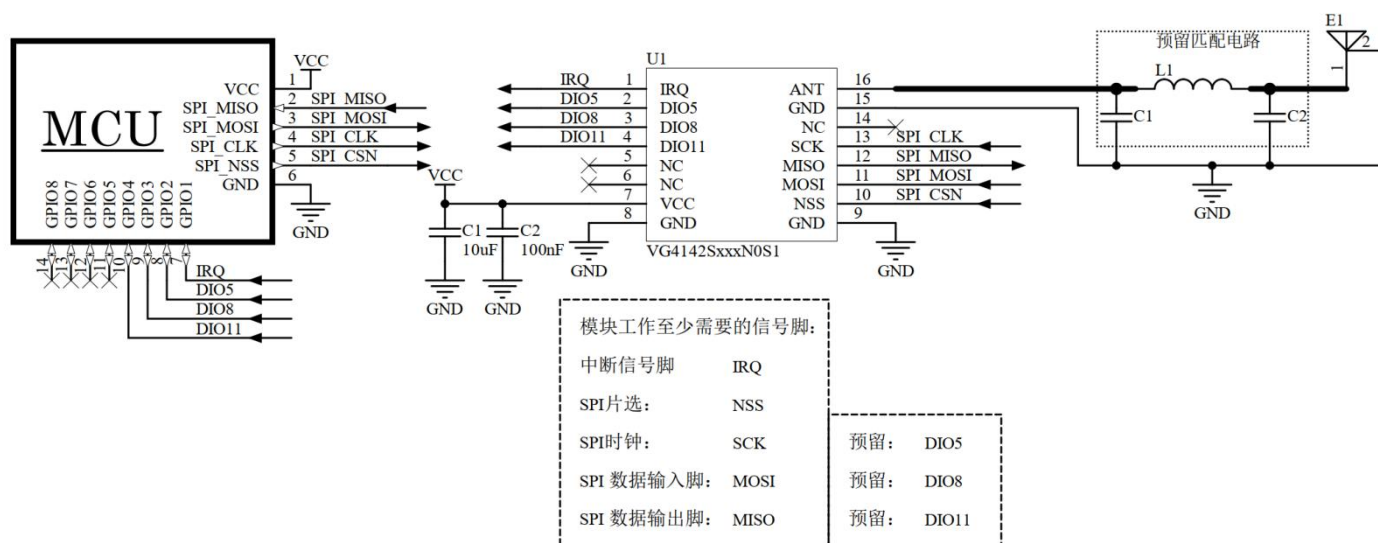 MCU
VCC
VCC 1
SPI_MISO 2 SPI_MISO
SPI_MOSI 3 SPI_MOSI
SPI_CLK 4 SPI_CLK
SPI_NSS 5 SPI_CSN
GND 6
GND
GPIO8 GPIO7 GPIO6 GPIO5 GPIO4 GPIO3 GPIO2 GPIO1
14 13 12 11 10 9 8 7
IRQ
DIO5
DIO8
DIO11
VCC
C1
10uF
C2
100nF
GND
GND
U1
IRQ 1 IRQ
DIO5 2 DIO5
DIO8 3 DIO8
DIO11 4 DIO11
5 NC
6 NC
7 VCC
8 GND
GND
ANT 16
GND 15
NC 14
SCK 13 SPI_CLK
MISO 12 SPI_MISO
MOSI 11 SPI_MOSI
NSS 10 SPI_CSN
GND 9
GND
VG4142SxxxN0S1
预留匹配电路
L1
C1
C2
GND
E1
2
1
模块工作至少需要的信号脚：
中断信号脚 IRQ
SPI片选： NSS
SPI时钟： SCK
SPI 数据输入脚： MOSI
SPI 数据输出脚： MISO
预留： DIO5
预留： DIO8
预留： DIO11